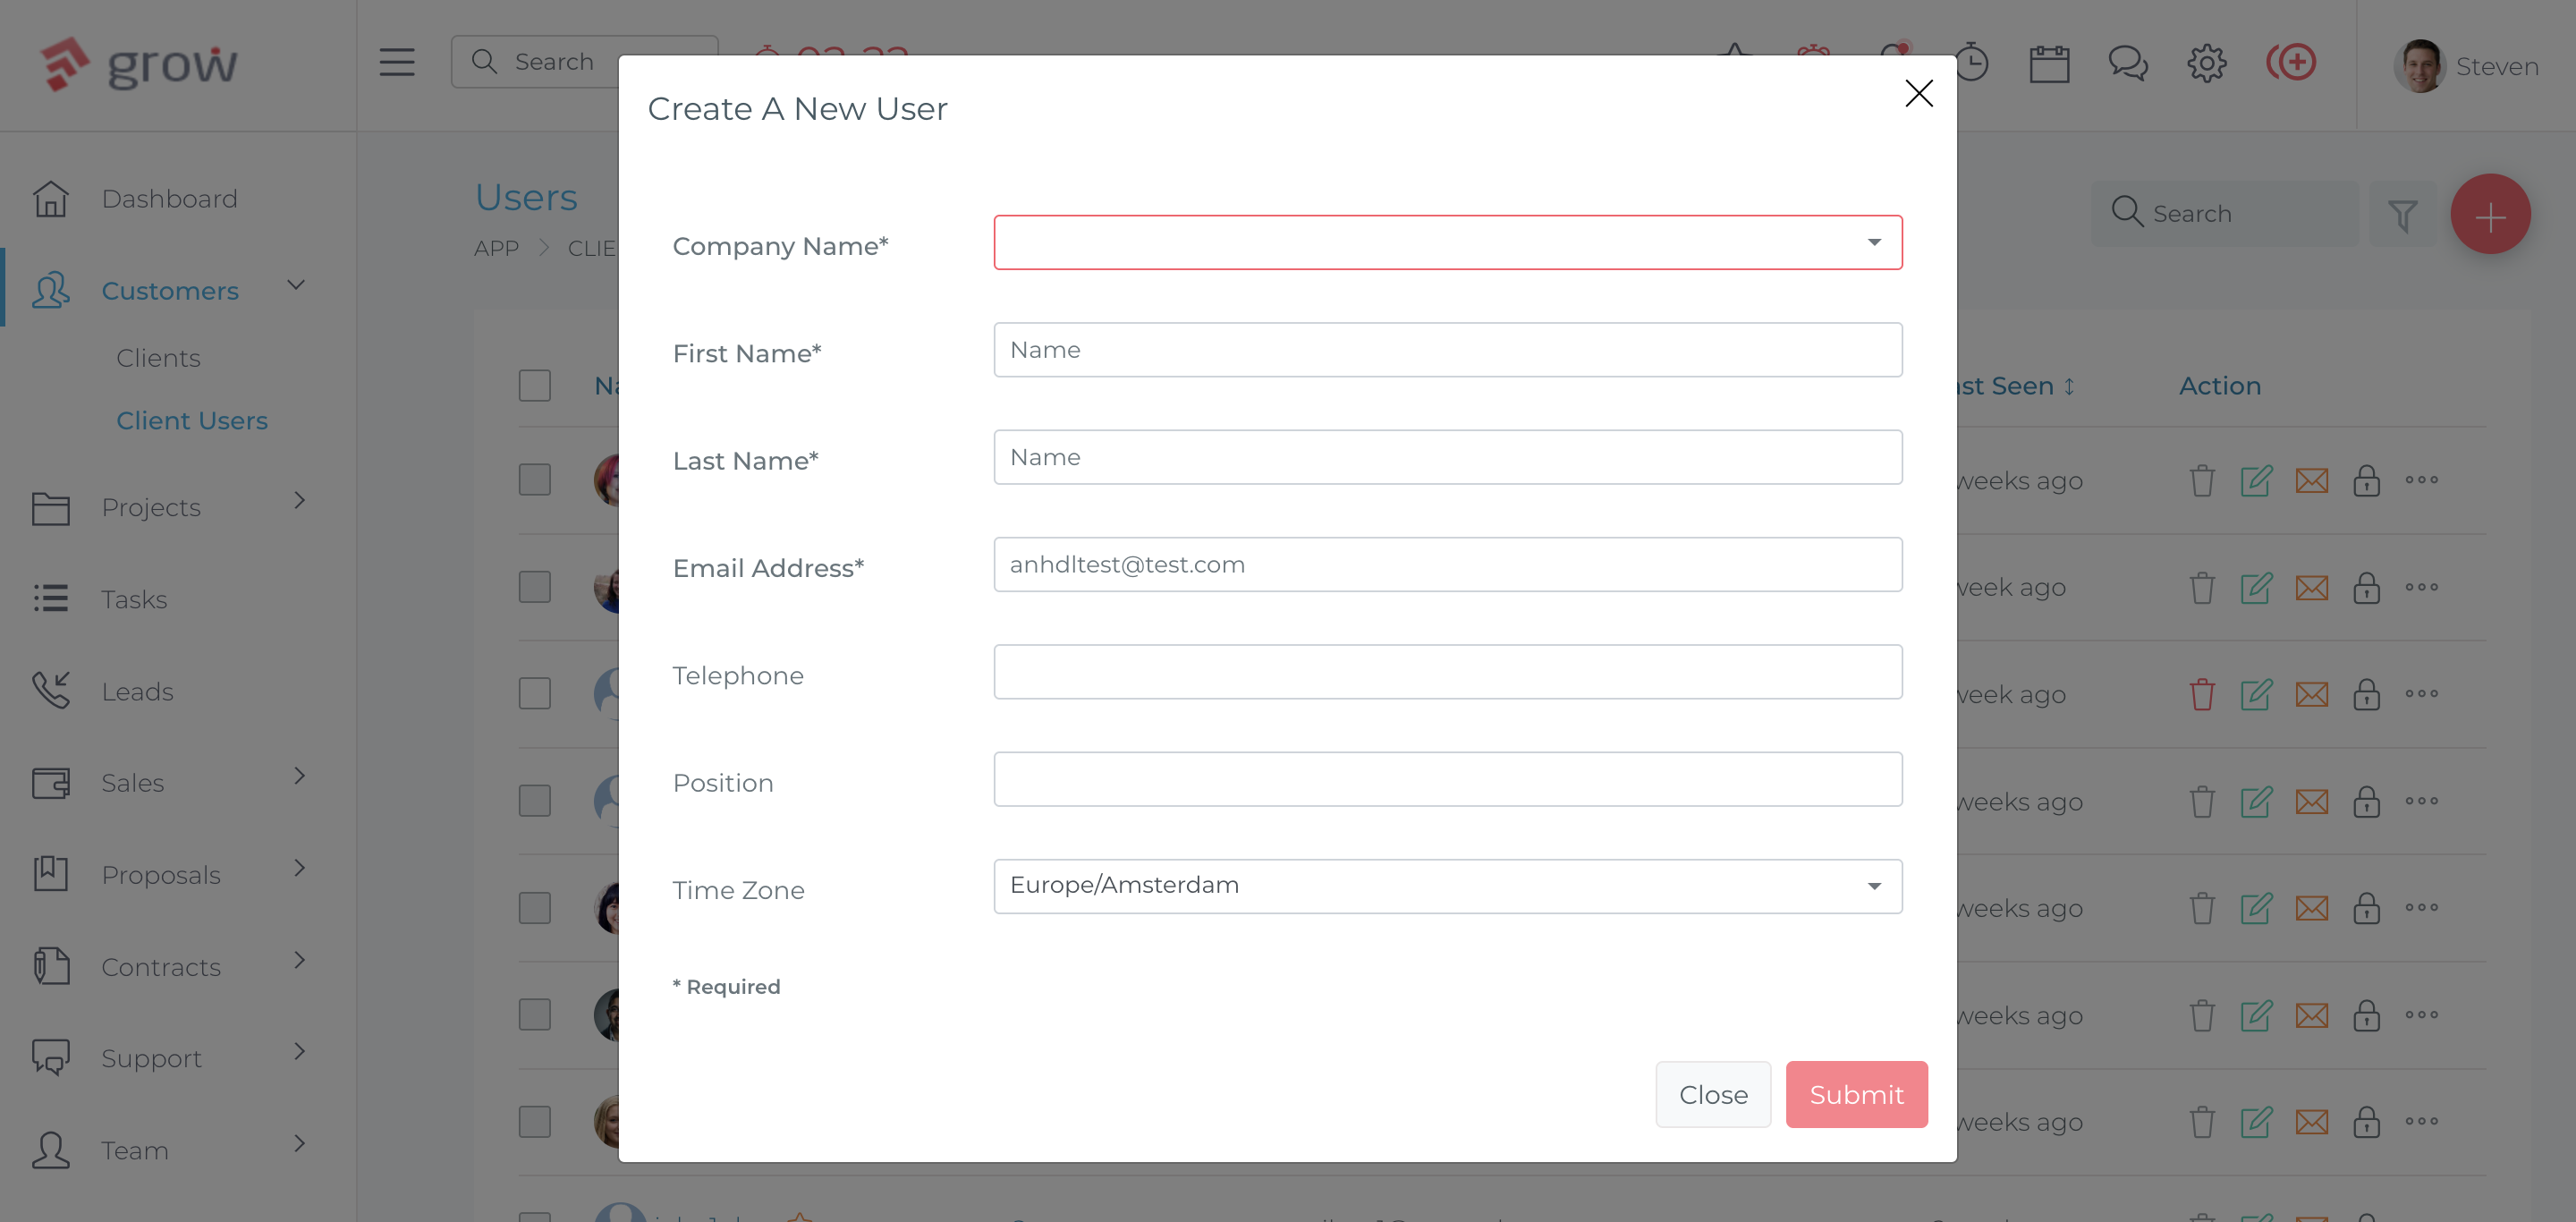 grow
Search
Steven
Dashboard
Customers
Clients
Client Users
Projects
Tasks
Leads
Sales
Proposals
Contracts
Support
Team
Users
APP
Search
Action
Seen
weeks ago
week ago
week ago
weeks ago
weeks ago
weeks ago
weeks ago
Create A New User
Company Name*
First Name* Name
Last Name* Name
Email Address* anhdltest@test.com
Telephone
Position
Time Zone Europe/Amsterdam
* Required
Close Submit